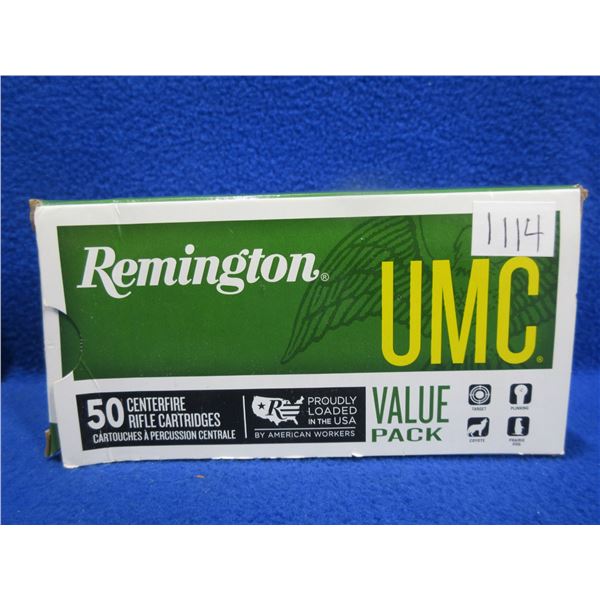 1114
Remington®
UMC®
50 CENTERFIRE
RIFLE CARTRIDGES
CARTOUCHES À PERCUSSION CENTRALE
R
PROUDLY
LOADED
IN THE USA
BY AMERICAN WORKERS
VALUE
PACK
TARGET
PLINKING
COYOTE
PRAIRIE
DOG